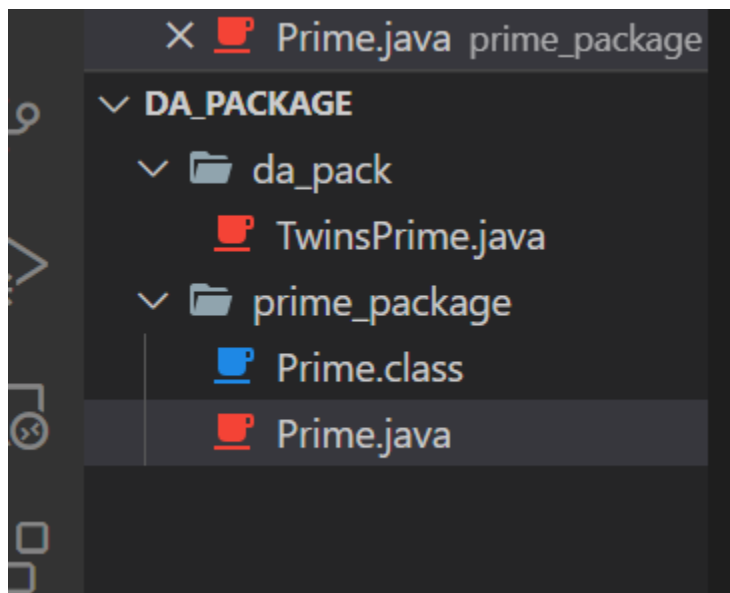 Prime.java prime_package
DA_PACKAGE
da_pack
TwinsPrime.java
prime_package
Prime.class
Prime.java